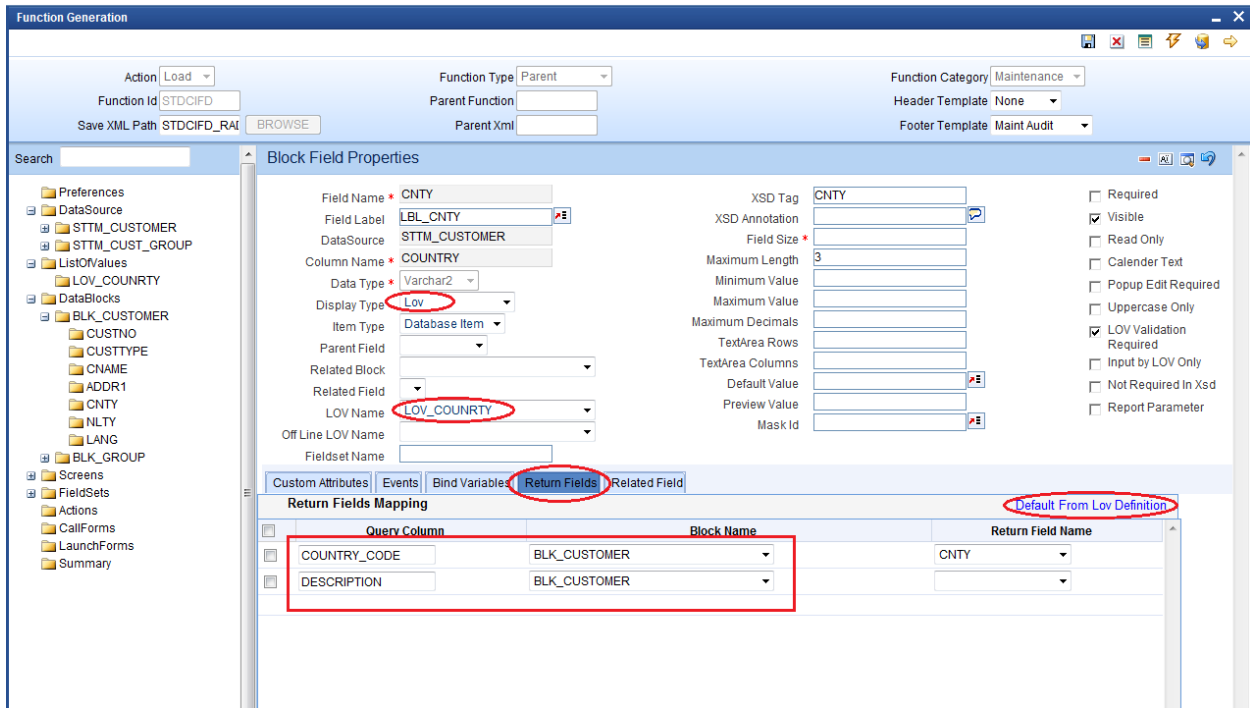 Function Generation
Action Load
Function Type Parent
Function Category Maintenance
Function Id STDCIFD
Parent Function
Header Template None
Save XML Path STDCIFD_RAD BROWSE
Parent Xml
Footer Template Maint Audit
Search
Preferences
DataSource
STTM_CUSTOMER
STTM_CUST_GROUP
ListOfValues
LOV_COUNRTY
DataBlocks
BLK_CUSTOMER
CUSTNO
CUSTTYPE
CNAME
ADDR1
CNTY
NLTY
LANG
BLK_GROUP
Screens
FieldSets
Actions
CallForms
LaunchForms
Summary
Block Field Properties
Field Name * CNTY
Field Label LBL_CNTY
DataSource STTM_CUSTOMER
Column Name * COUNTRY
Data Type * Varchar2
Display Type Lov
Item Type Database Item
Parent Field
Related Block
Related Field
LOV Name LOV_COUNRTY
Off Line LOV Name
Fieldset Name
XSD Tag CNTY
XSD Annotation
Field Size *
Maximum Length 3
Minimum Value
Maximum Value
Maximum Decimals
TextArea Rows
TextArea Columns
Default Value
Preview Value
Mask Id
Required
Visible
Read Only
Calender Text
Popup Edit Required
Uppercase Only
LOV Validation
Required
Input by LOV Only
Not Required In Xsd
Report Parameter
Custom Attributes Events Bind Variables Return Fields Related Field
Return Fields Mapping Default From Lov Definition
Query Column Block Name Return Field Name
COUNTRY_CODE BLK_CUSTOMER CNTY
DESCRIPTION BLK_CUSTOMER